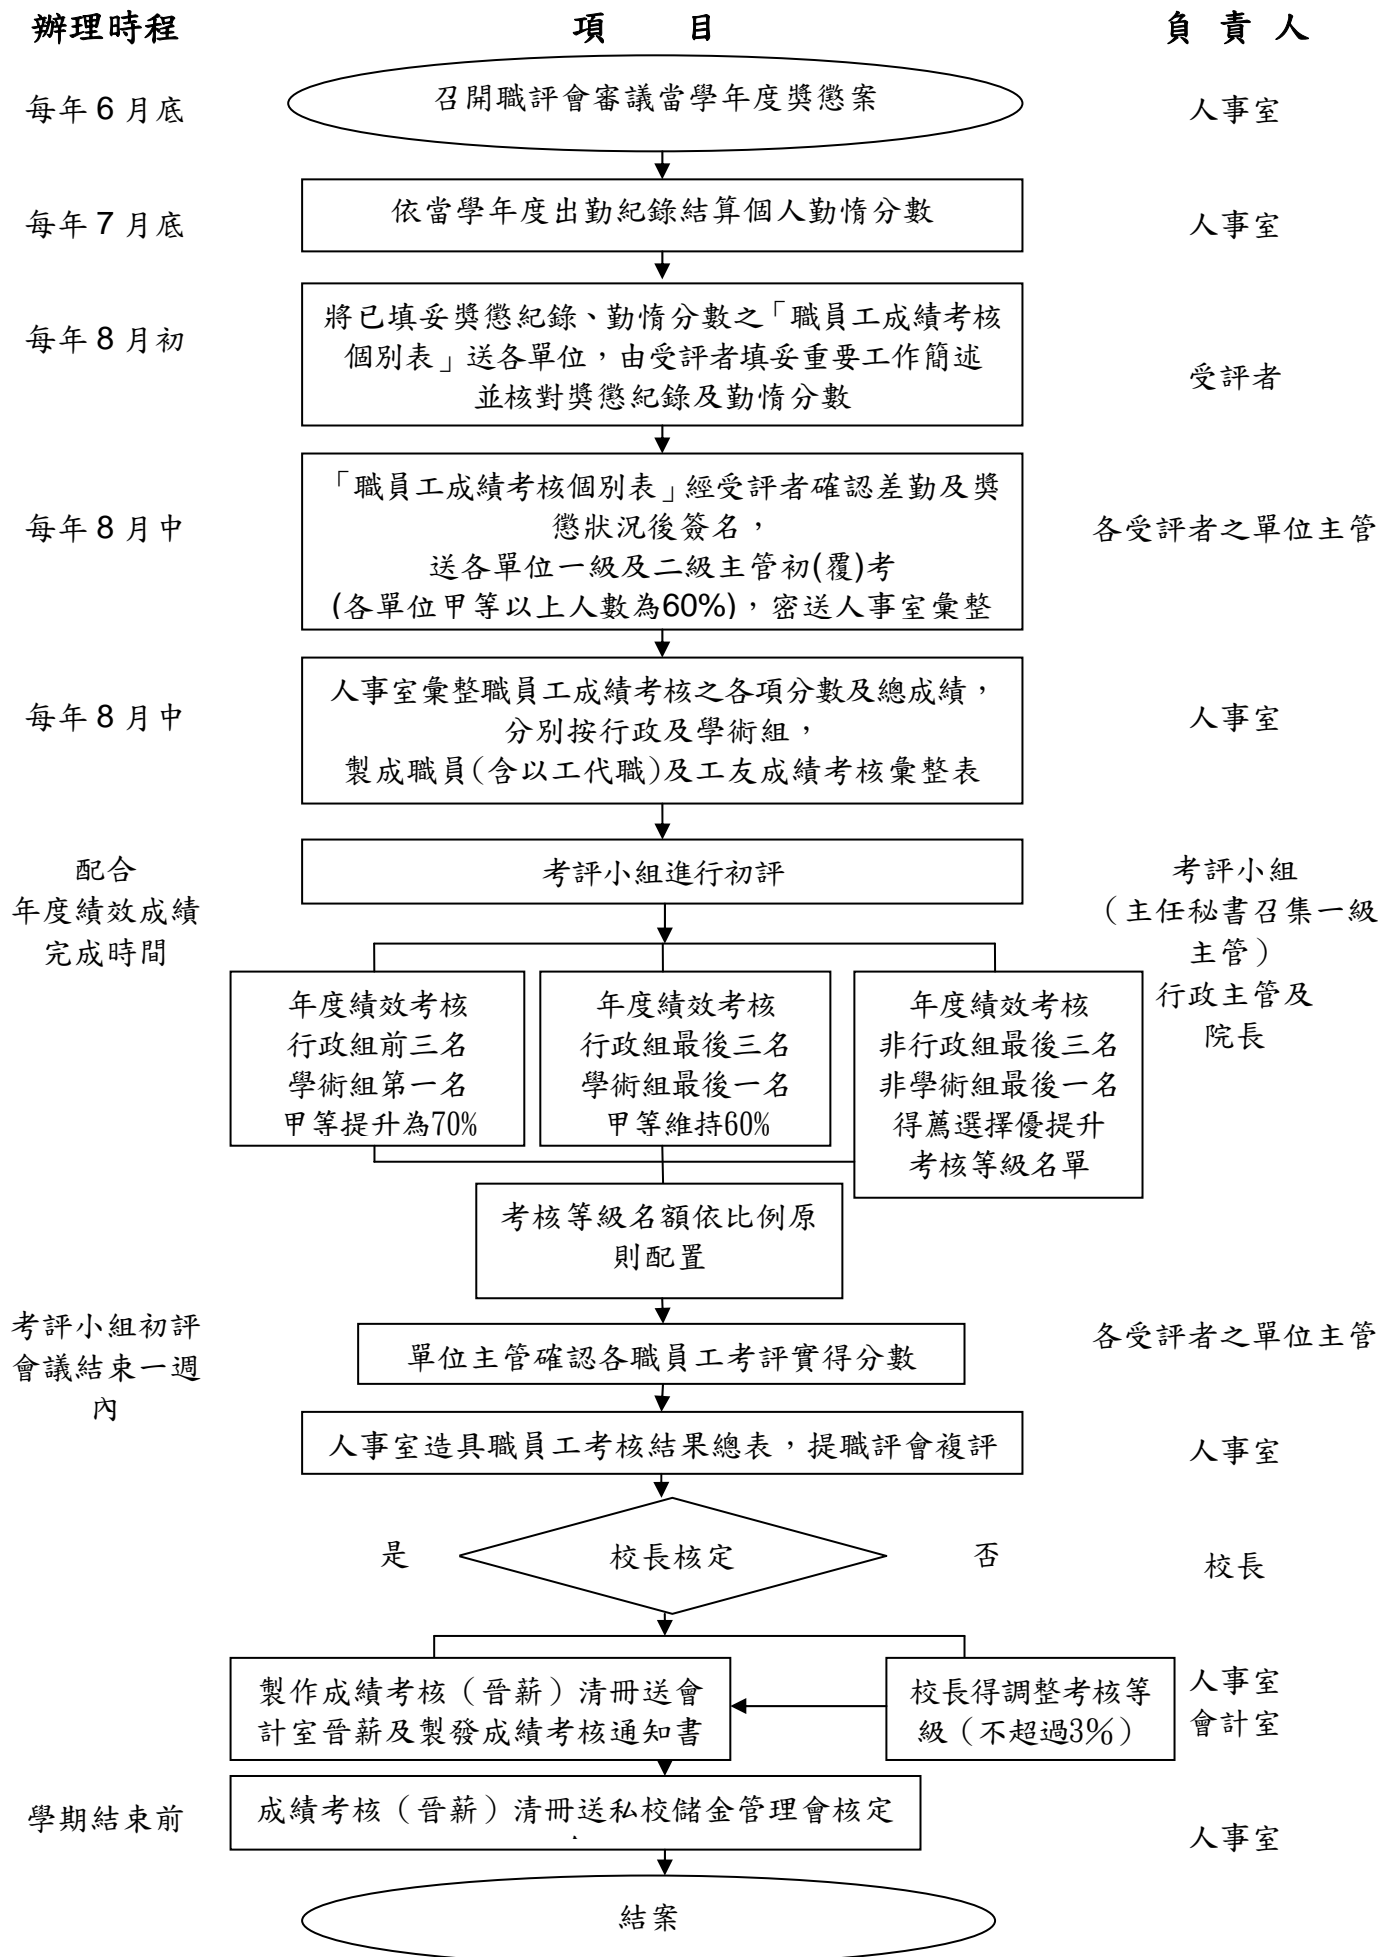 辦理時程
項 目
負 責 人
每年 6 月底
召開職評會審議當學年度獎懲案
人事室
每年 7 月底
依當學年度出勤紀錄結算個人勤惰分數
人事室
每年 8 月初
將已填妥獎懲紀錄、勤惰分數之「職員工成績考核
個別表」送各單位，由受評者填妥重要工作簡述
並核對獎懲紀錄及勤惰分數
受評者
每年 8 月中
「職員工成績考核個別表」經受評者確認差勤及獎
懲狀況後簽名，
送各單位一級及二級主管初(覆)考
(各單位甲等以上人數為60%)，密送人事室彙整
各受評者之單位主管
每年 8 月中
人事室彙整職員工成績考核之各項分數及總成績，
分別按行政及學術組，
製成職員(含以工代職)及工友成績考核彙整表
人事室
配合
年度績效成績
完成時間
考評小組進行初評
考評小組
（主任秘書召集一級
主管）
行政主管及
院長
年度績效考核
行政組前三名
學術組第一名
甲等提升為70%
年度績效考核
行政組最後三名
學術組最後一名
甲等維持60%
年度績效考核
非行政組最後三名
非學術組最後一名
得薦選擇優提升
考核等級名單
考核等級名額依比例原
則配置
考評小組初評
會議結束一週
內
單位主管確認各職員工考評實得分數
各受評者之單位主管
人事室造具職員工考核結果總表，提職評會複評
人事室
是
校長核定
否
校長
製作成績考核（晉薪）清冊送會
計室晉薪及製發成績考核通知書
校長得調整考核等
級（不超過3%）
人事室
會計室
學期結束前
成績考核（晉薪）清冊送私校儲金管理會核定
人事室
結案